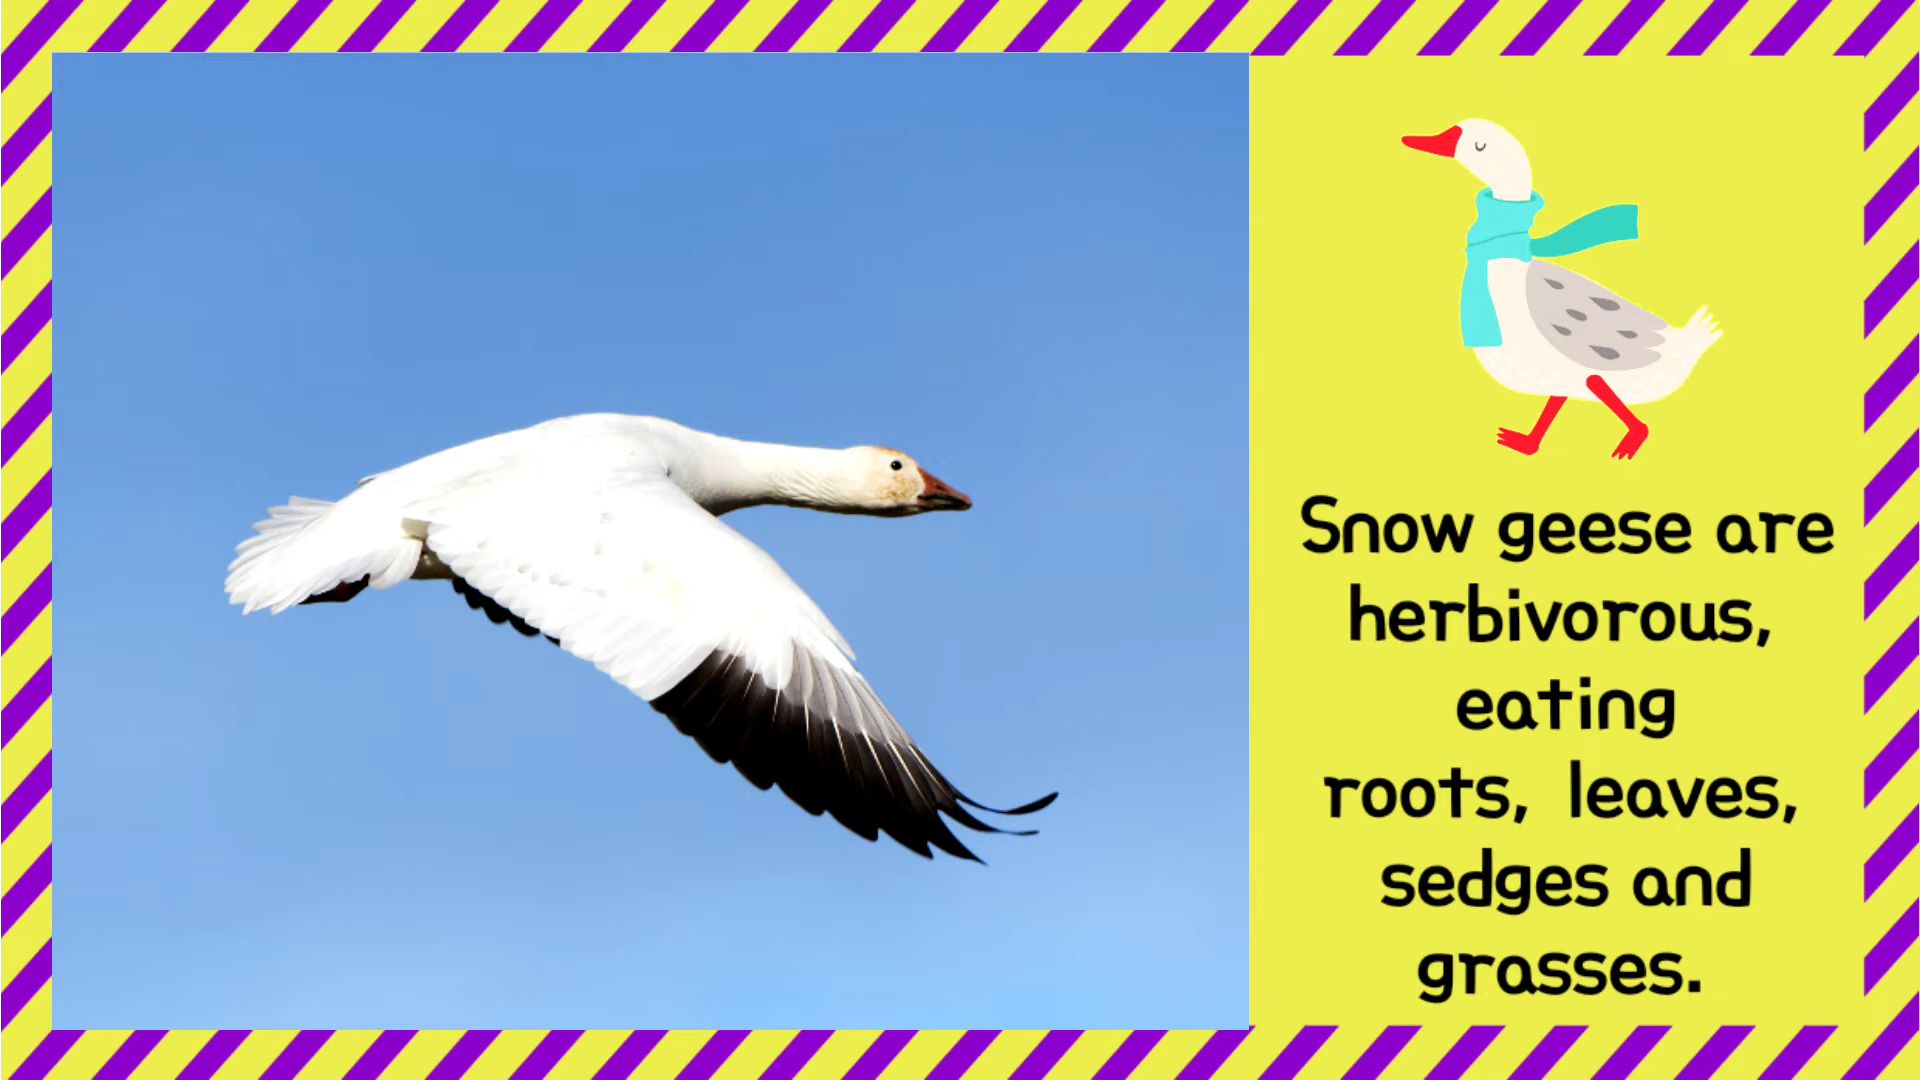 Snow geese are
herbivorous,
eating
roots, leaves,
sedges and
grasses.